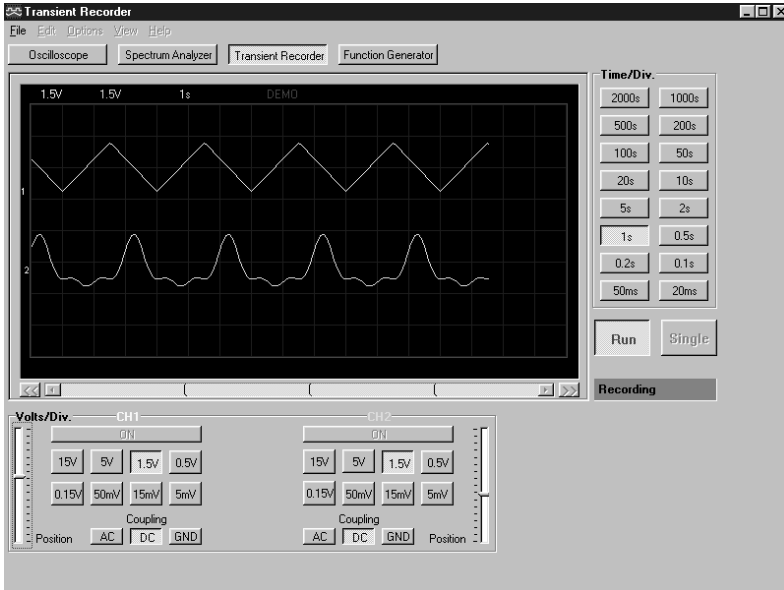 Transient Recorder
File Edit Options View Help
Oscilloscope Spectrum Analyzer Transient Recorder Function Generator
1.5V 1.5V 1s DEMO
1
2
Time/Div.
2000s 1000s
500s 200s
100s 50s
20s 10s
5s 2s
1s 0.5s
0.2s 0.1s
50ms 20ms
Run Single
<< >>
Recording
Volts/Div. CH1 CH2
ON ON
15V 5V 1.5V 0.5V 15V 5V 1.5V 0.5V
0.15V 50mV 15mV 5mV 0.15V 50mV 15mV 5mV
Coupling Coupling
Position AC DC GND AC DC GND Position